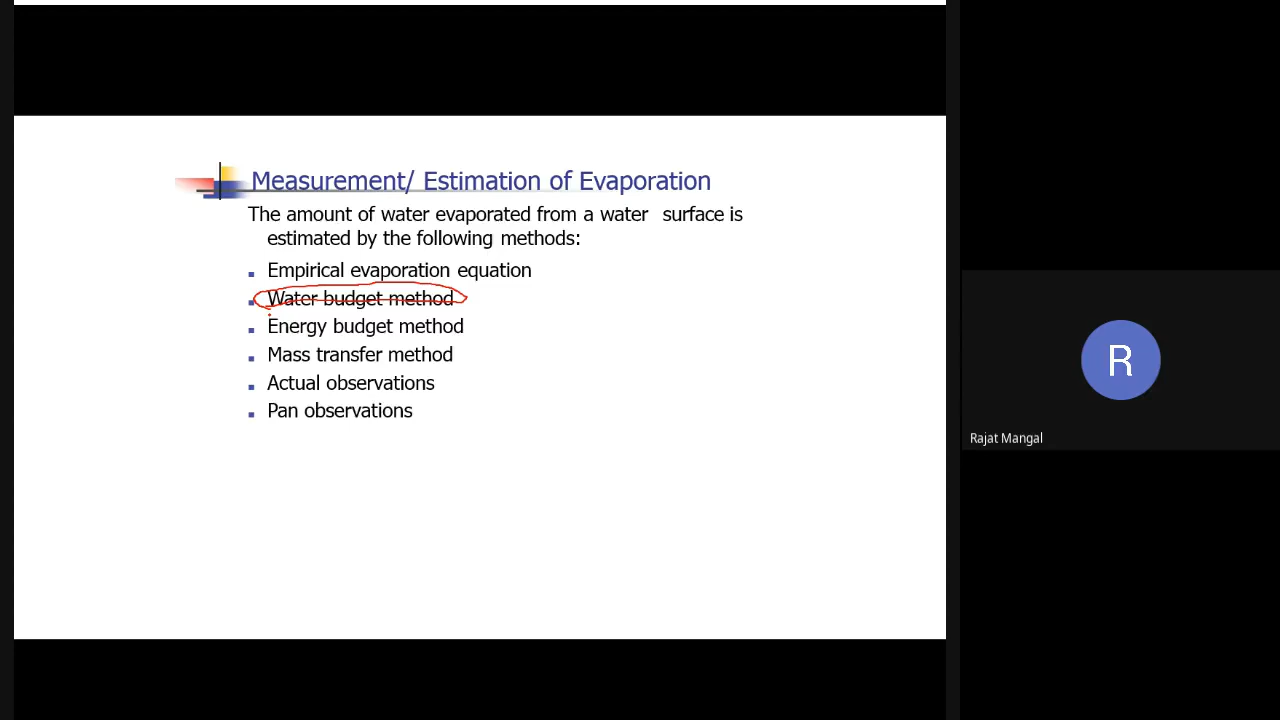 Measurement/ Estimation of Evaporation
The amount of water evaporated from a water surface is
estimated by the following methods:
Empirical evaporation equation
Water budget method
Energy budget method
Mass transfer method
Actual observations
Pan observations
R
Rajat Mangal